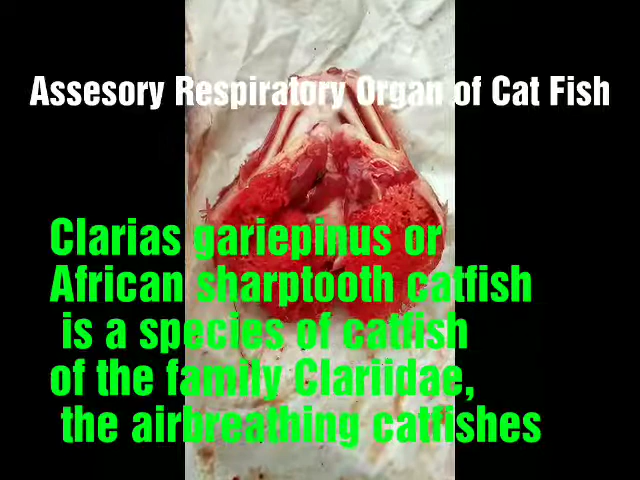 Assesory Respiratory Organ of Cat Fish
Clarias gariepinus or
African sharptooth catfish
is a species of catfish
of the family Clariidae,
the airbreathing catfishes